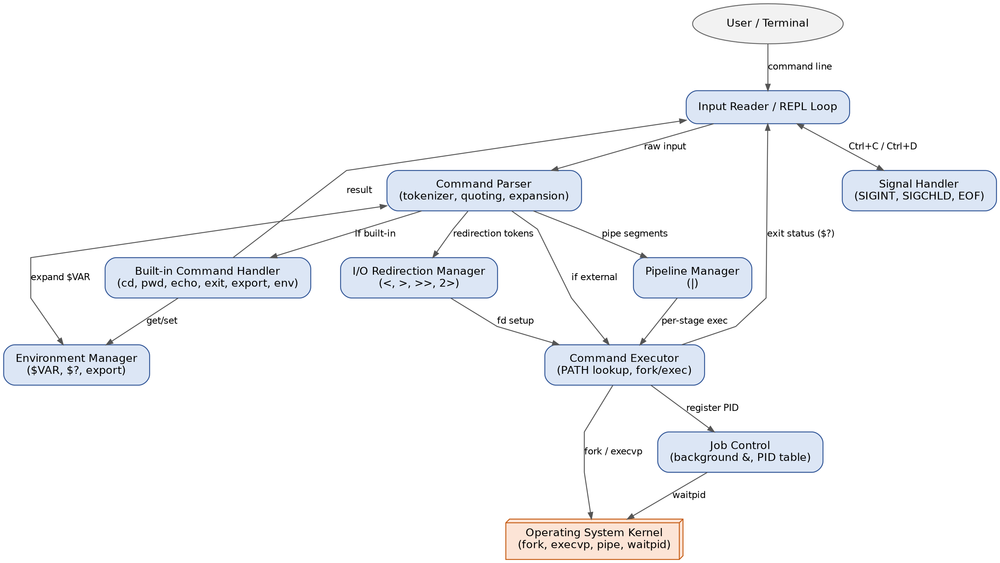 User / Terminal
command line
Input Reader / REPL Loop
raw input
Ctrl+C / Ctrl+D
Command Parser
(tokenizer, quoting, expansion)
Signal Handler
(SIGINT, SIGCHLD, EOF)
result
if built-in
redirection tokens
pipe segments
exit status ($?)
expand $VAR
Built-in Command Handler
(cd, pwd, echo, exit, export, env)
I/O Redirection Manager
(<, >, >>, 2>)
if external
Pipeline Manager
(|)
get/set
fd setup
per-stage exec
Environment Manager
($VAR, $?, export)
Command Executor
(PATH lookup, fork/exec)
register PID
fork / execvp
Job Control
(background &, PID table)
waitpid
Operating System Kernel
(fork, execvp, pipe, waitpid)